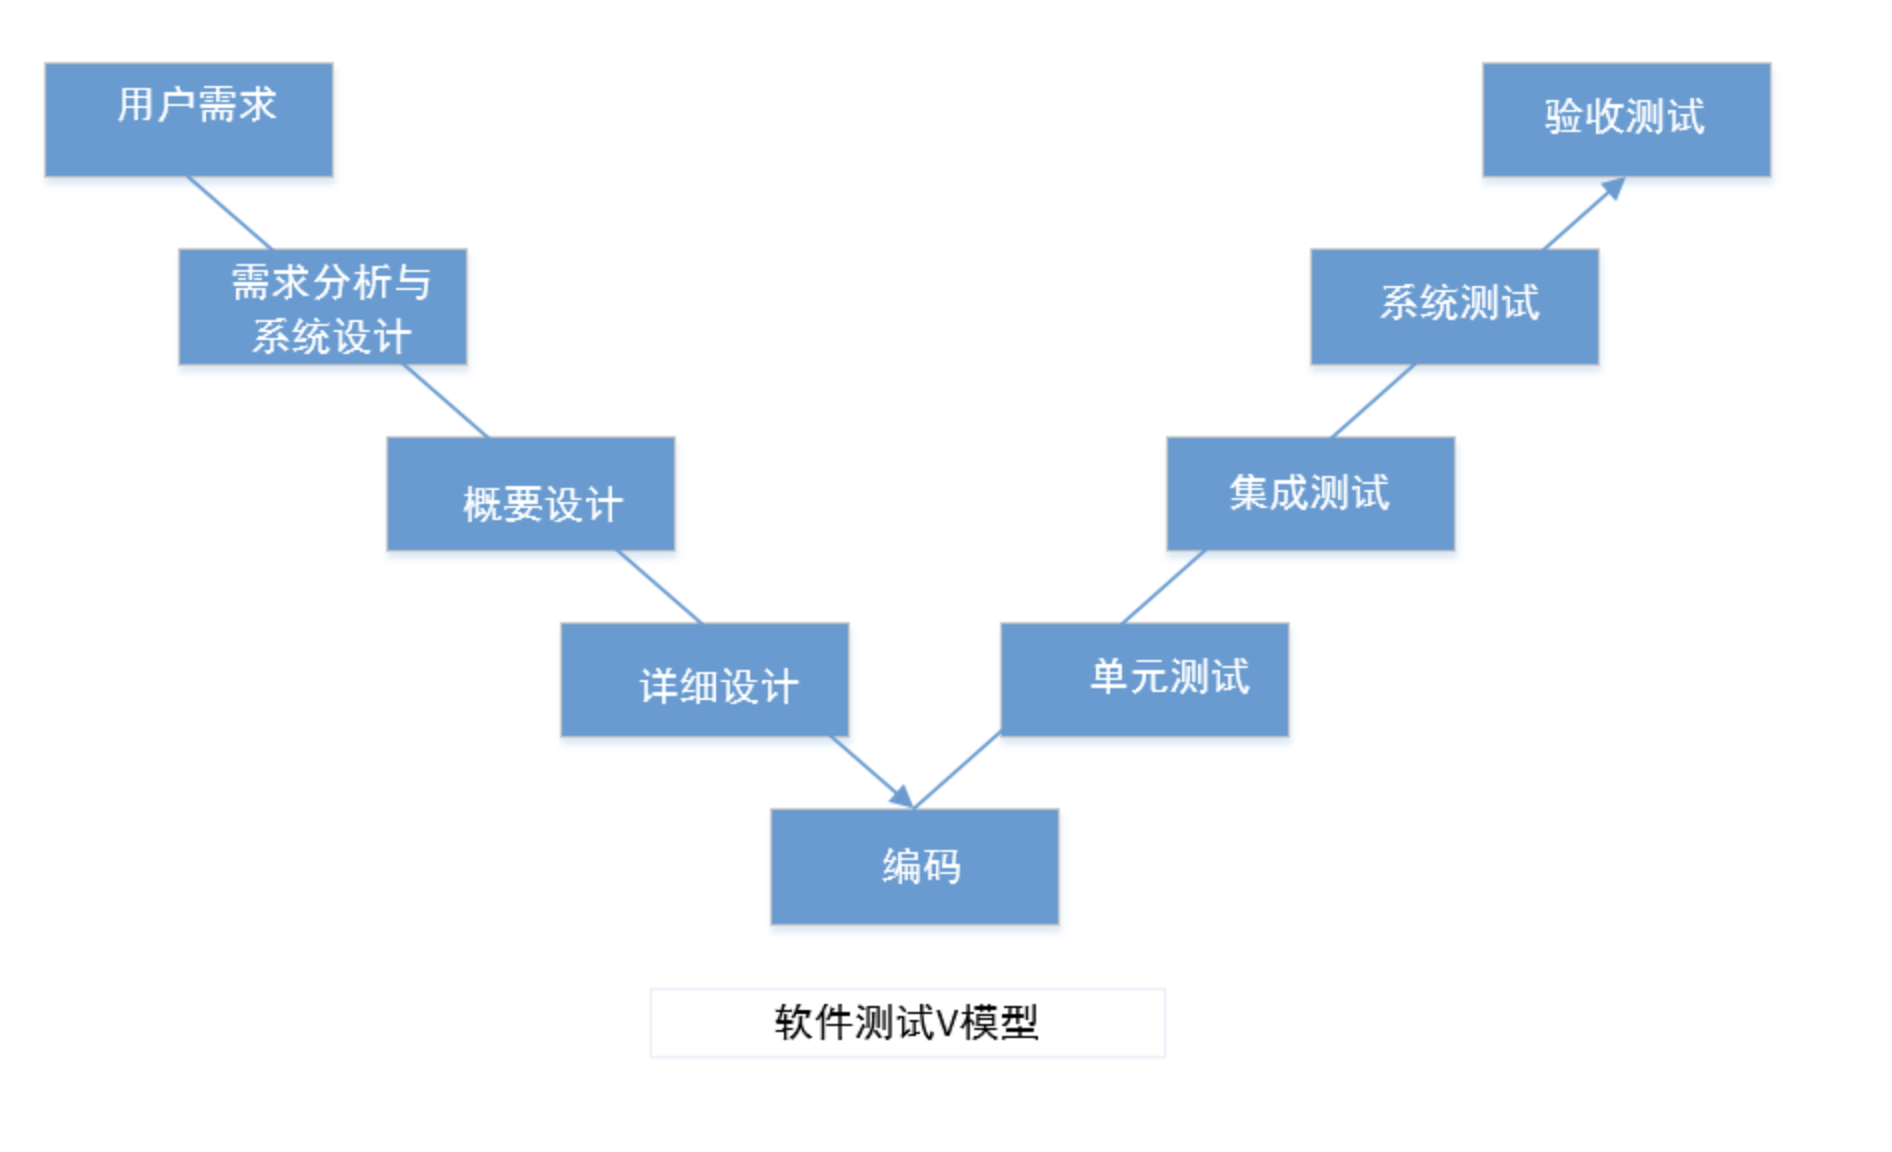 用户需求
验收测试
需求分析与
系统设计
系统测试
概要设计
集成测试
详细设计
单元测试
编码
软件测试V模型